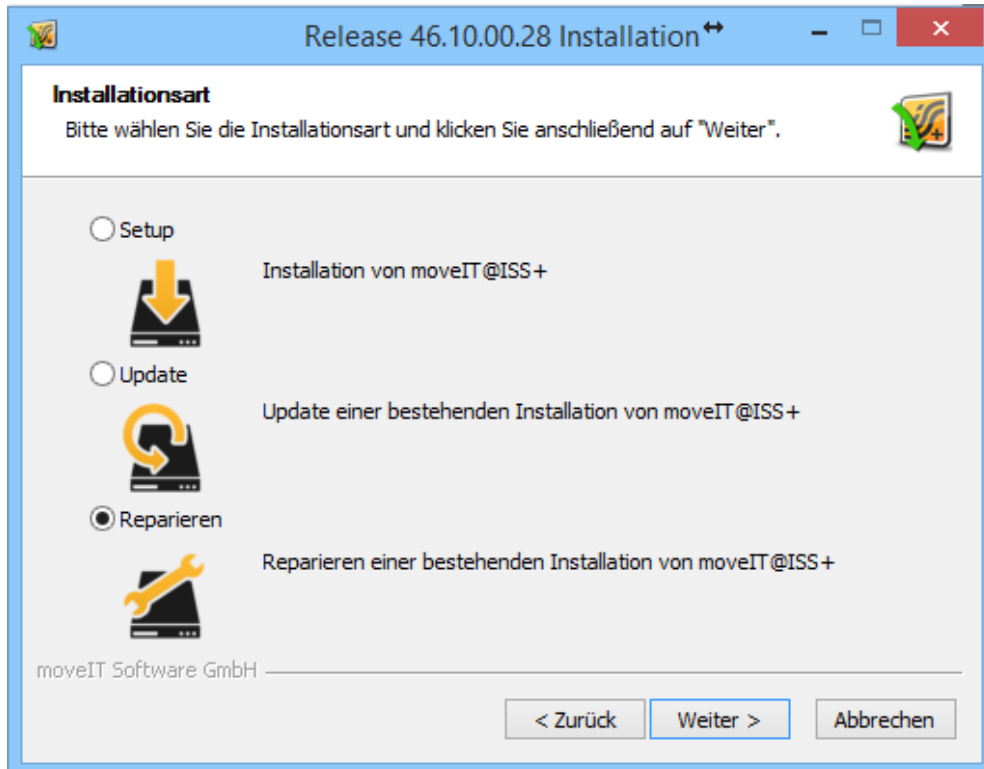 Release 46.10.00.28 Installation
Installationsart
Bitte wählen Sie die Installationsart und klicken Sie anschließend auf "Weiter".
Setup
Installation von moveIT@ISS+
Update
Update einer bestehenden Installation von moveIT@ISS+
Reparieren
Reparieren einer bestehenden Installation von moveIT@ISS+
moveIT Software GmbH
< Zurück
Weiter >
Abbrechen